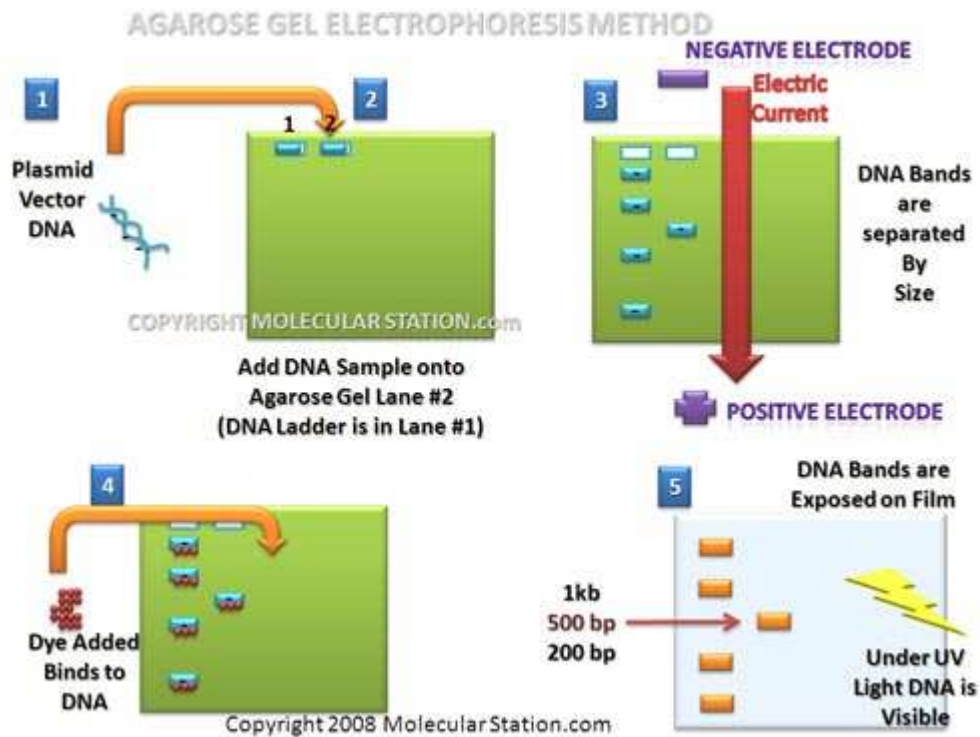 AGAROSE GEL ELECTROPHORESIS METHOD
1
2
Plasmid
Vector
DNA
1 2
COPYRIGHT MOLECULAR STATION.com
Add DNA Sample onto
Agarose Gel Lane #2
(DNA Ladder is in Lane #1)
3
NEGATIVE ELECTRODE
Electric
Current
DNA Bands
are
separated
By
Size
POSITIVE ELECTRODE
4
Dye Added
Binds to
DNA
5
DNA Bands are
Exposed on Film
1kb
500 bp
200 bp
Under UV
Light DNA is
Visible
Copyright 2008 MolecularStation.com